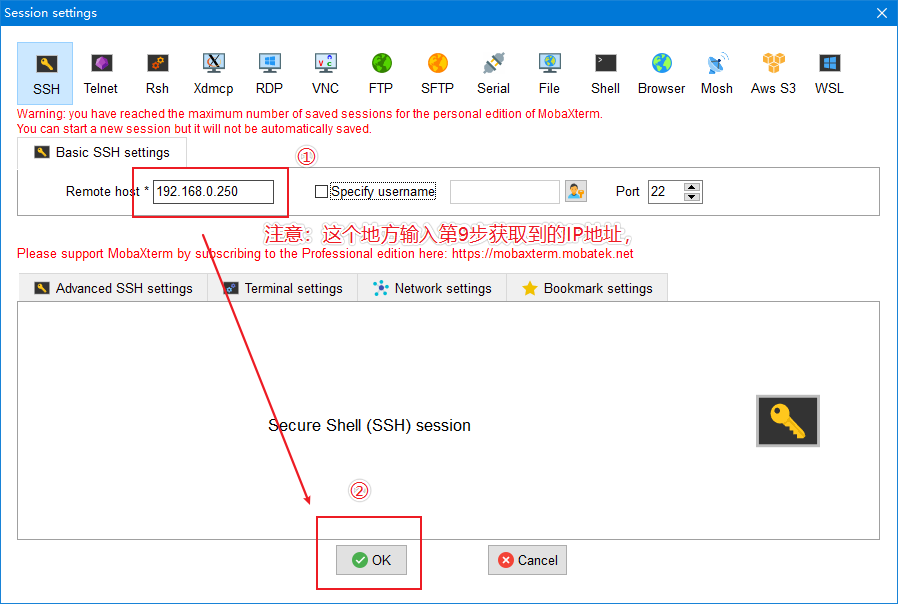 Session settings
SSH Telnet Rsh Xdmcp RDP VNC FTP SFTP Serial File Shell Browser Mosh Aws S3 WSL
Warning: you have reached the maximum number of saved sessions for the personal edition of MobaXterm.
You can start a new session but it will not be automatically saved.
Basic SSH settings
①
Remote host * 192.168.0.250 Specify username Port 22
注意：这个地方输入第9步获取到的IP地址，
Please support MobaXterm by subscribing to the Professional edition here: https://mobaxterm.mobatek.net
Advanced SSH settings Terminal settings Network settings Bookmark settings
Secure Shell (SSH) session
②
OK Cancel